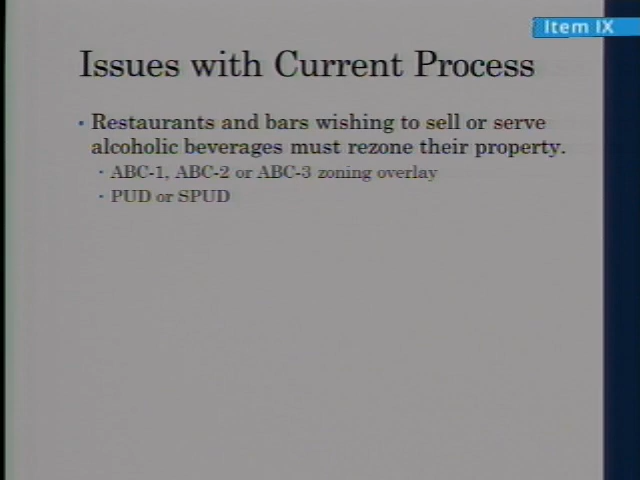 Item IX
Issues with Current Process
• Restaurants and bars wishing to sell or serve
alcoholic beverages must rezone their property.
• ABC-1, ABC-2 or ABC-3 zoning overlay
• PUD or SPUD